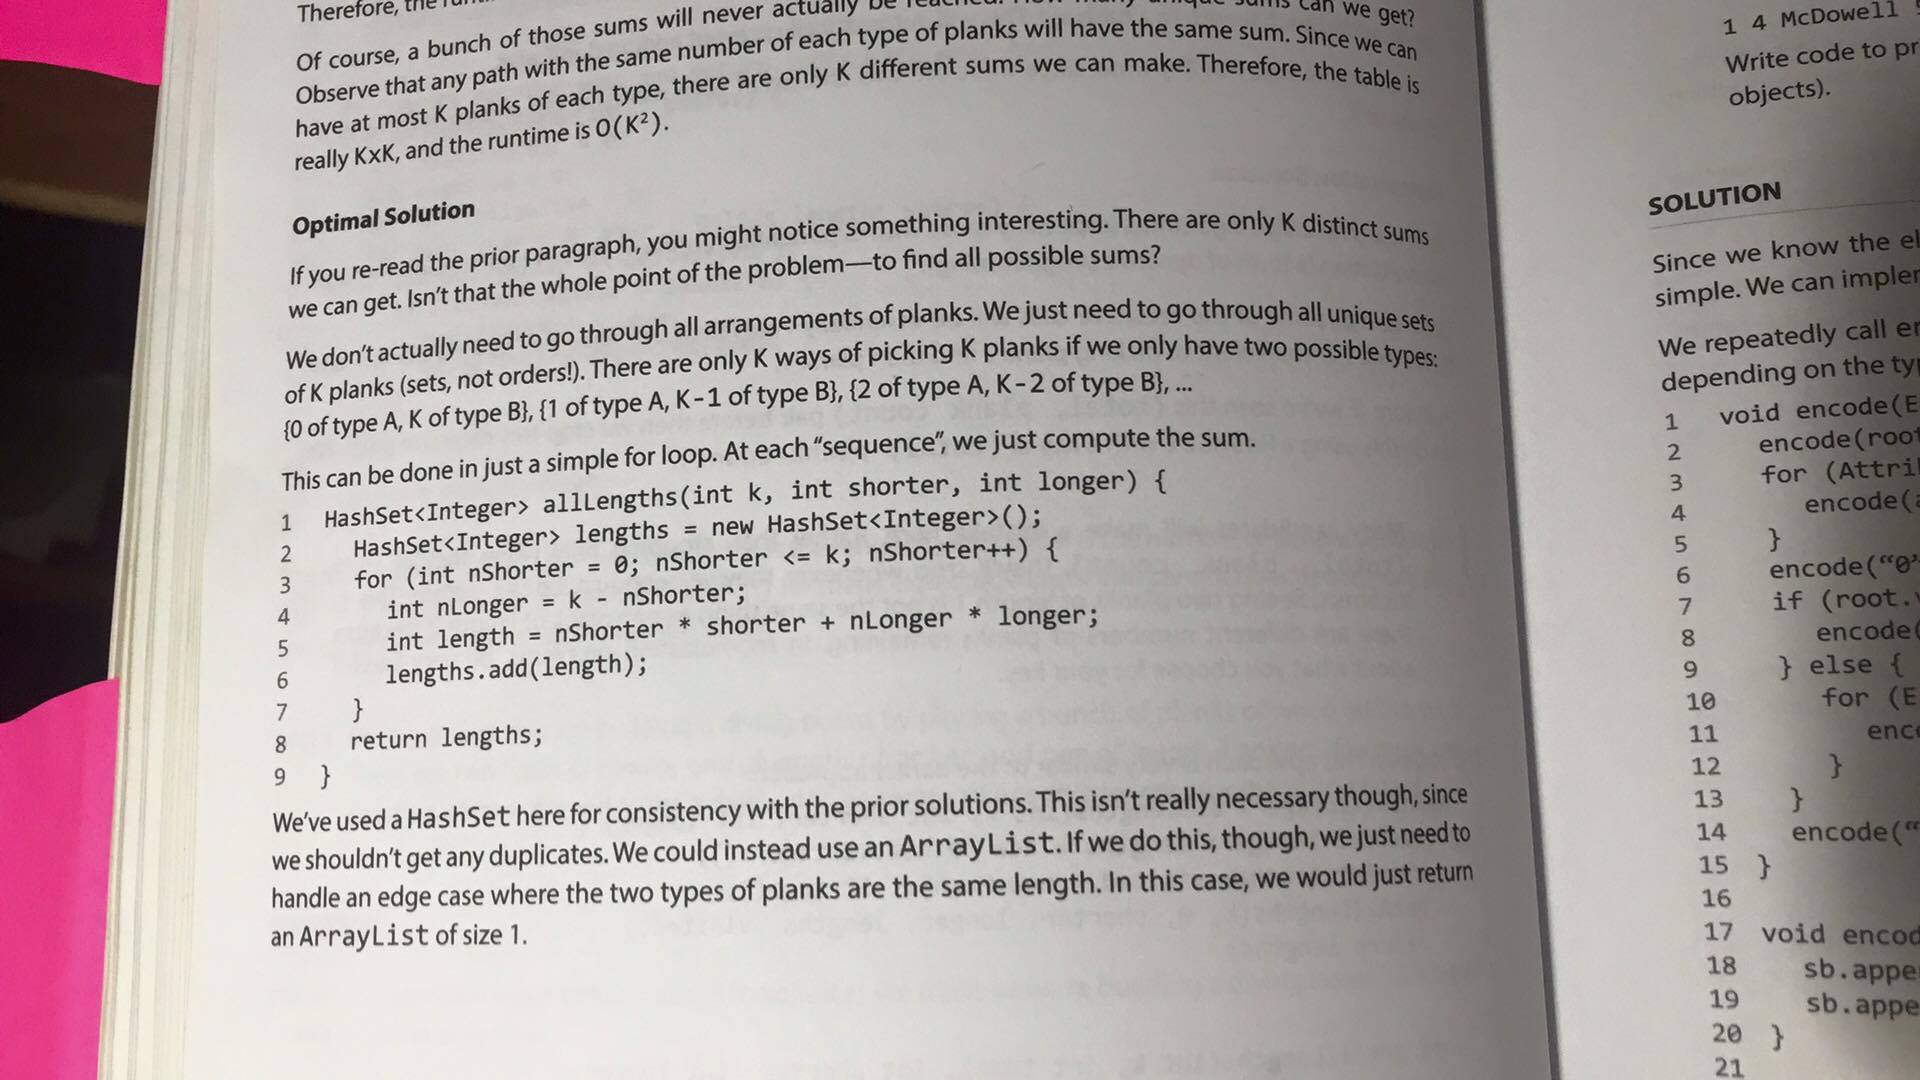 Therefore, the
Of course, a bunch of those sums will never actually be reached. How many unique sums can we get?
Observe that any path with the same number of each type of planks will have the same sum. Since we can
have at most K planks of each type, there are only K different sums we can make. Therefore, the table is
really KxK, and the runtime is O(K²).
Optimal Solution
If you re-read the prior paragraph, you might notice something interesting. There are only K distinct sums
we can get. Isn't that the whole point of the problem—to find all possible sums?
We don't actually need to go through all arrangements of planks. We just need to go through all unique sets
of K planks (sets, not orders!). There are only K ways of picking K planks if we only have two possible types:
{0 of type A, K of type B}, {1 of type A, K-1 of type B}, {2 of type A, K-2 of type B}, ...
This can be done in just a simple for loop. At each “sequence”, we just compute the sum.
1 HashSet<Integer> allLengths(int k, int shorter, int longer) {
2 HashSet<Integer> lengths = new HashSet<Integer>();
3 for (int nShorter = 0; nShorter <= k; nShorter++) {
4 int nLonger = k - nShorter;
5 int length = nShorter * shorter + nLonger * longer;
6 lengths.add(length);
7 }
8 return lengths;
9 }
We've used a HashSet here for consistency with the prior solutions. This isn't really necessary though, since
we shouldn't get any duplicates. We could instead use an ArrayList. If we do this, though, we just need to
handle an edge case where the two types of planks are the same length. In this case, we would just return
an ArrayList of size 1.
1 4 McDowell
Write code to pr
objects).
SOLUTION
Since we know the el
simple. We can implem
We repeatedly call en
depending on the typ
1 void encode(E
2 encode(root
3 for (Attri
4 encode(a
5 }
6 encode(“0”
7 if (root.v
8 encode(
9 } else {
10 for (E
11 enco
12 }
13 }
14 encode(“
15 }
16
17 void encod
18 sb.appe
19 sb.appe
20 }
21